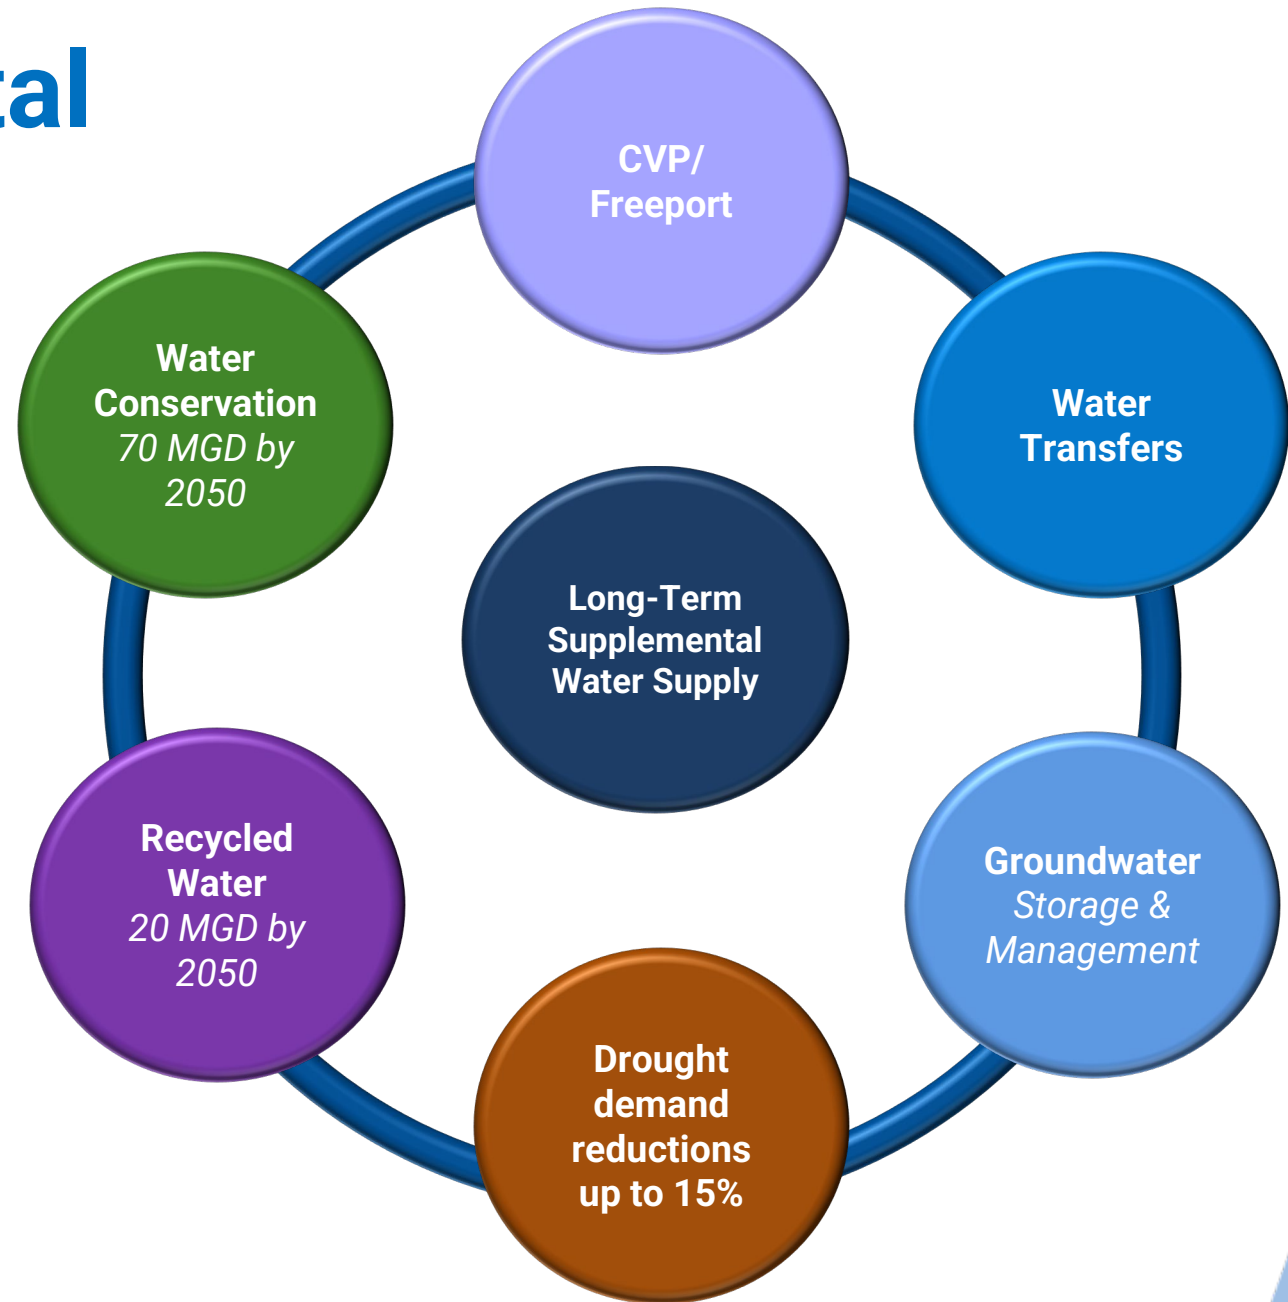 CVP/
Freeport
Water
Conservation
70 MGD by
2050
Water
Transfers
Long-Term
Supplemental
Water Supply
Recycled
Water
20 MGD by
2050
Groundwater
Storage &
Management
Drought
demand
reductions
up to 15%